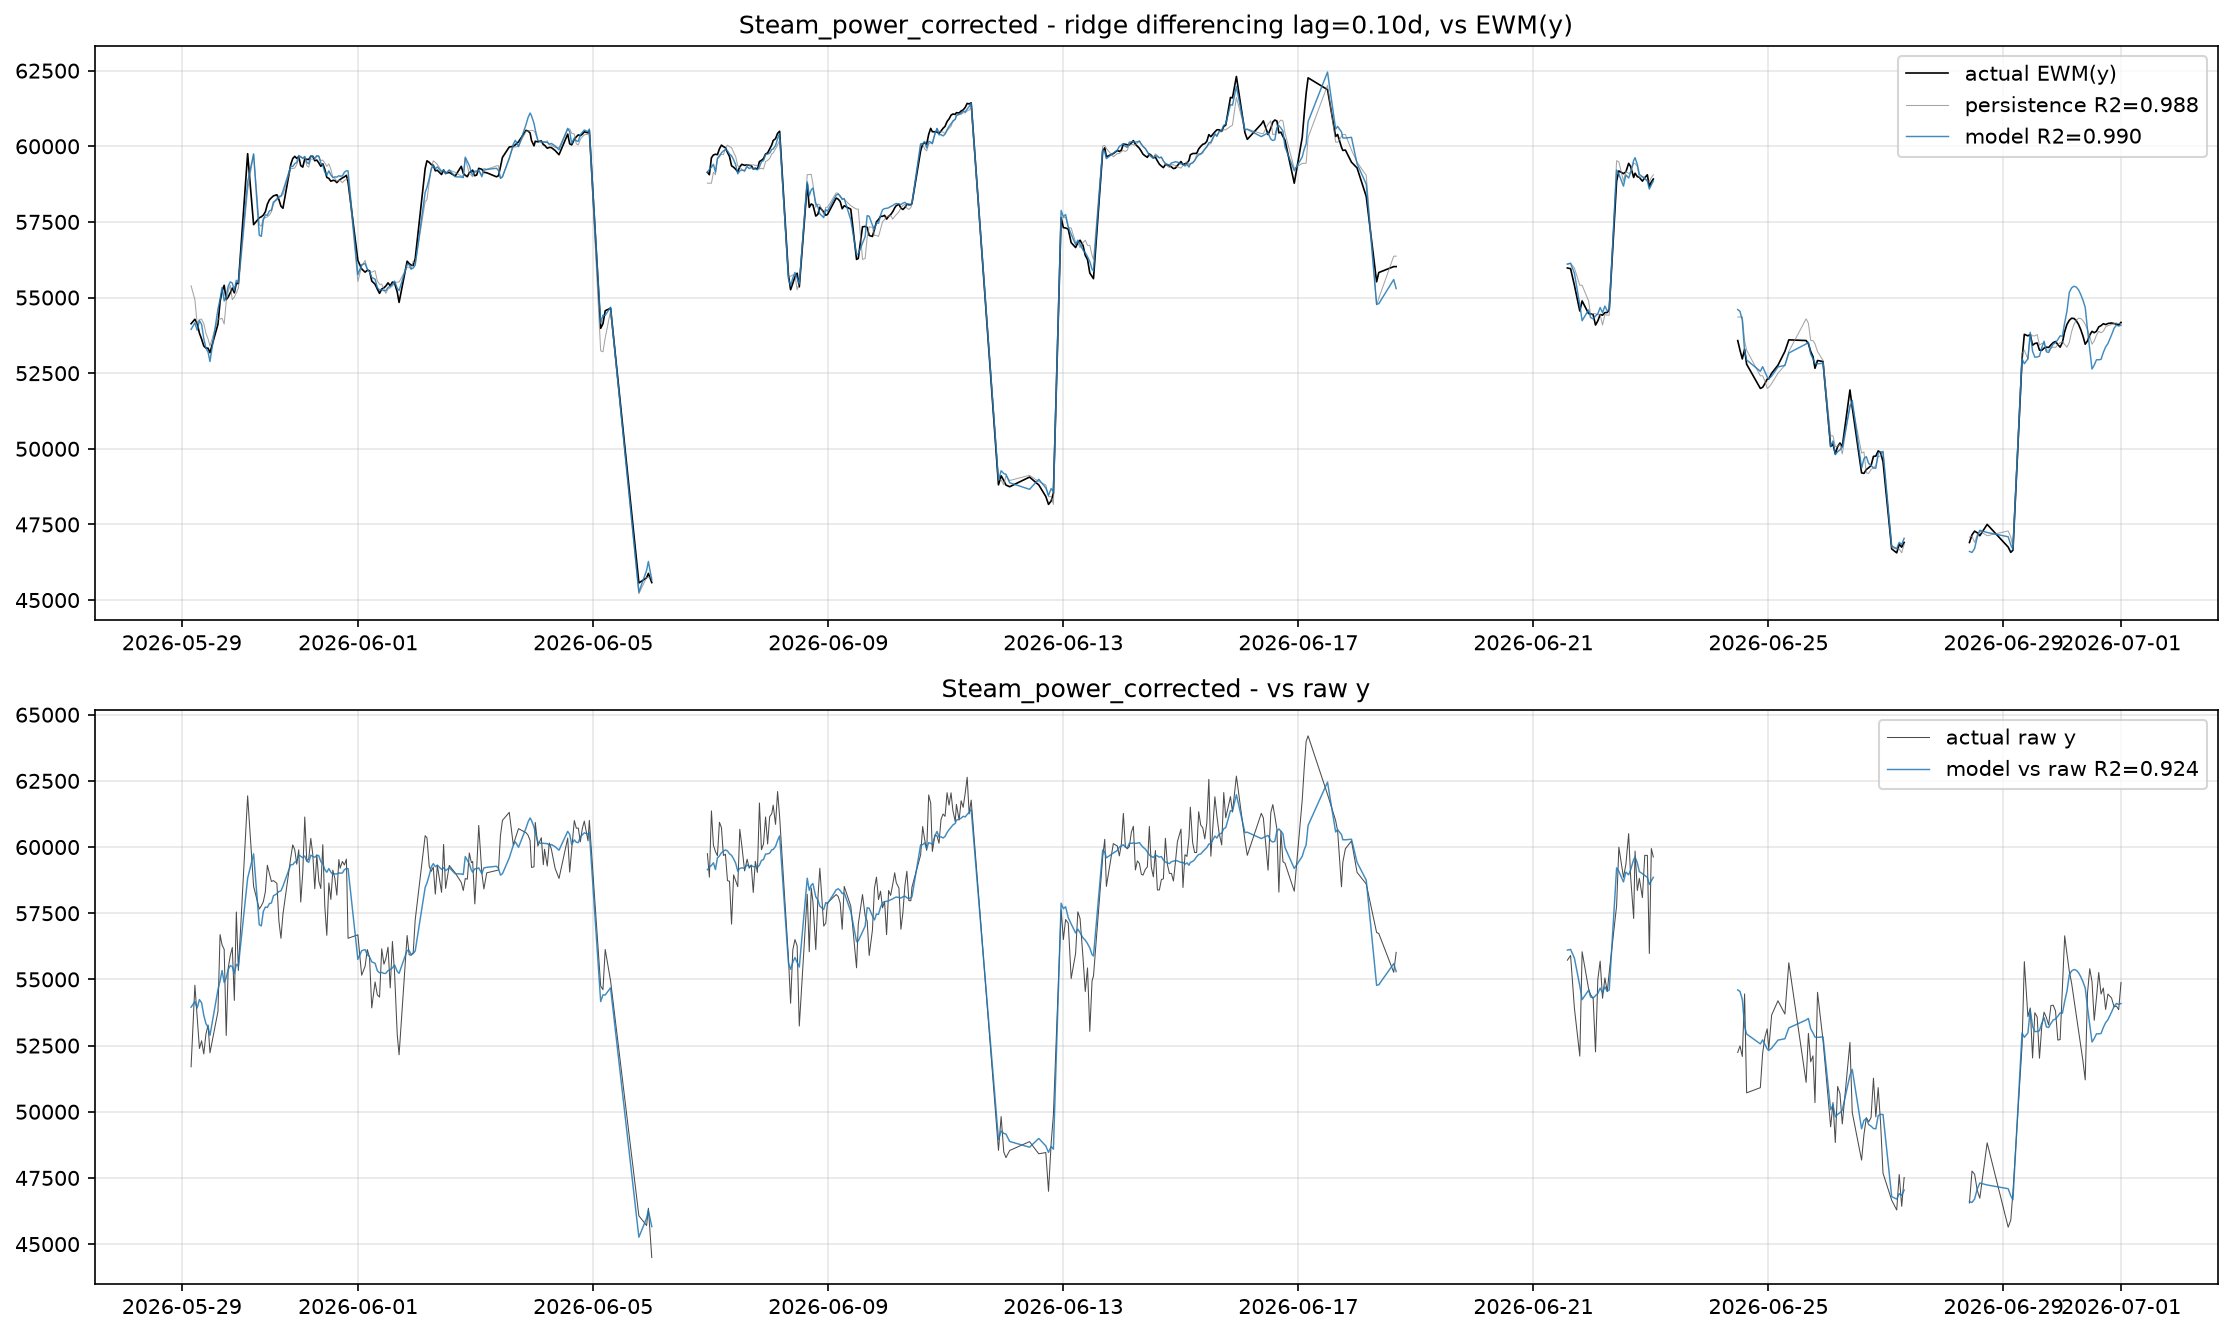 Steam_power_corrected - ridge differencing lag=0.10d, vs EWM(y)
62500
60000
57500
55000
52500
50000
47500
45000
actual EWM(y)
persistence R2=0.988
model R2=0.990
2026-05-29 2026-06-01 2026-06-05 2026-06-09 2026-06-13 2026-06-17 2026-06-21 2026-06-25 2026-06-29 2026-07-01
Steam_power_corrected - vs raw y
65000
62500
60000
57500
55000
52500
50000
47500
45000
actual raw y
model vs raw R2=0.924
2026-05-29 2026-06-01 2026-06-05 2026-06-09 2026-06-13 2026-06-17 2026-06-21 2026-06-25 2026-06-29 2026-07-01